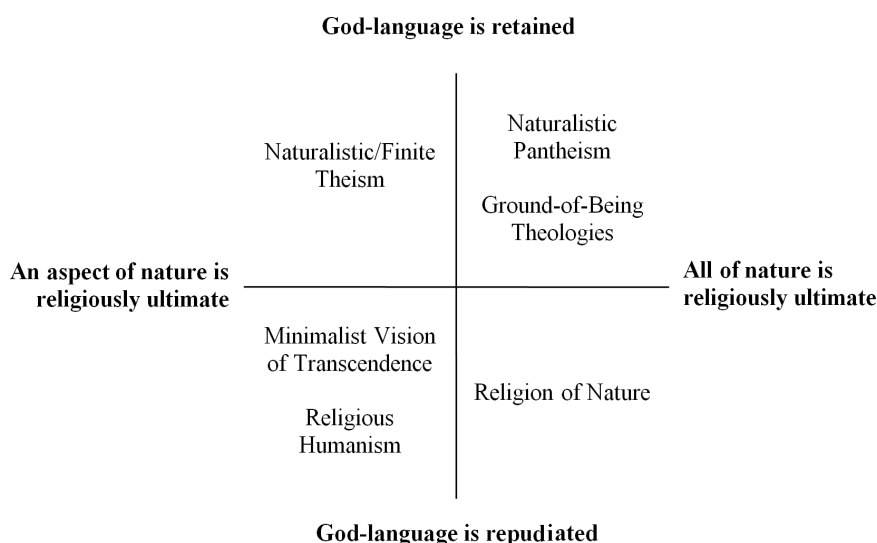 God-language is retained
Naturalistic/Finite
Theism
Naturalistic
Pantheism
Ground-of-Being
Theologies
An aspect of nature is
religiously ultimate
All of nature is
religiously ultimate
Minimalist Vision
of Transcendence
Religious
Humanism
Religion of Nature
God-language is repudiated